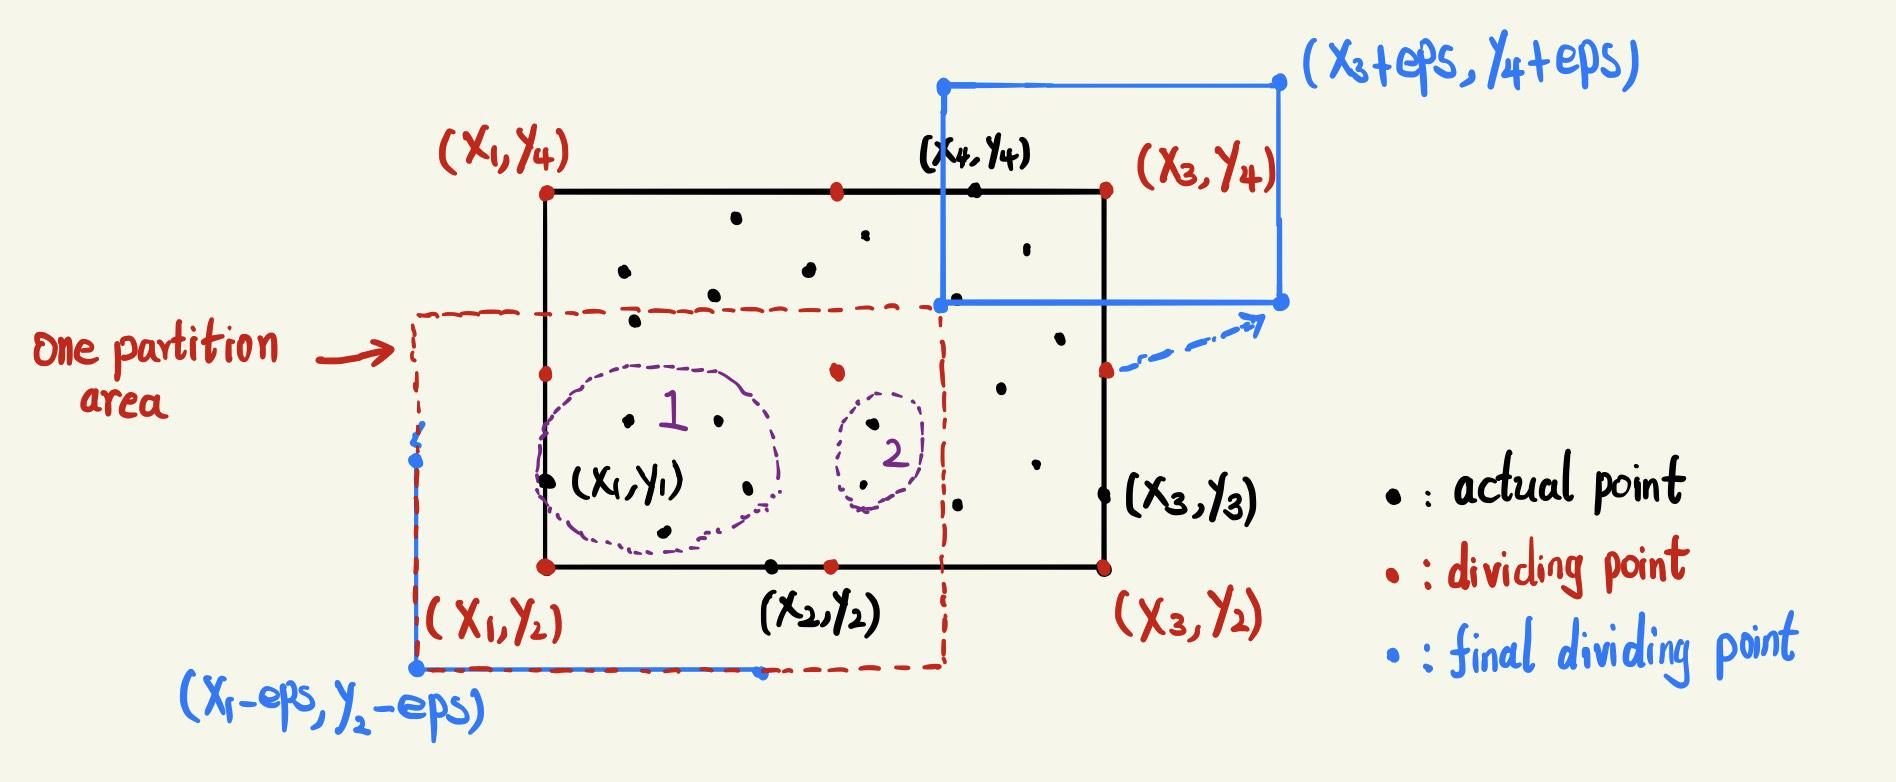 (X3+eps, Y4+eps)
(X1, Y4)
(X4, Y4)
(X3, Y4)
One partition
area
1
2
(X1, Y1)
(X3, Y3)
(X1, Y2)
(X2, Y2)
(X3, Y2)
(X1-eps, Y2-eps)
: actual point
: dividing point
: final dividing point